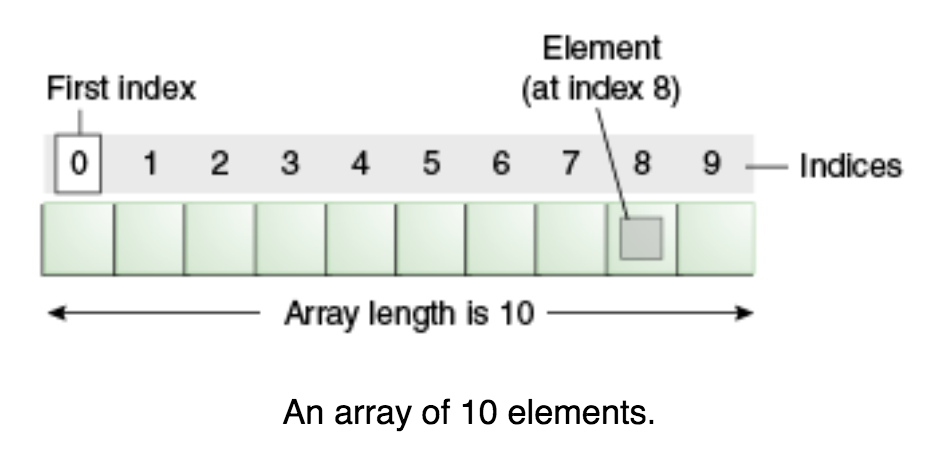 Element
First index
(at index 8)
0 1 2 3 4 5 6 7 8 9
Indices
Array length is 10
An array of 10 elements.